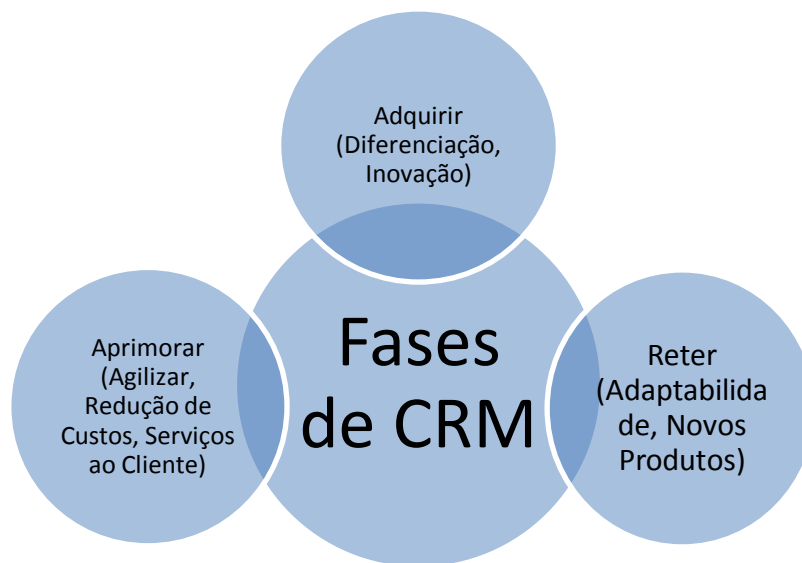 Adquirir
(Diferenciação,
Inovação)
Fases
de CRM
Aprimorar
(Agilizar,
Redução de
Custos, Serviços
ao Cliente)
Reter
(Adaptabilida
de, Novos
Produtos)